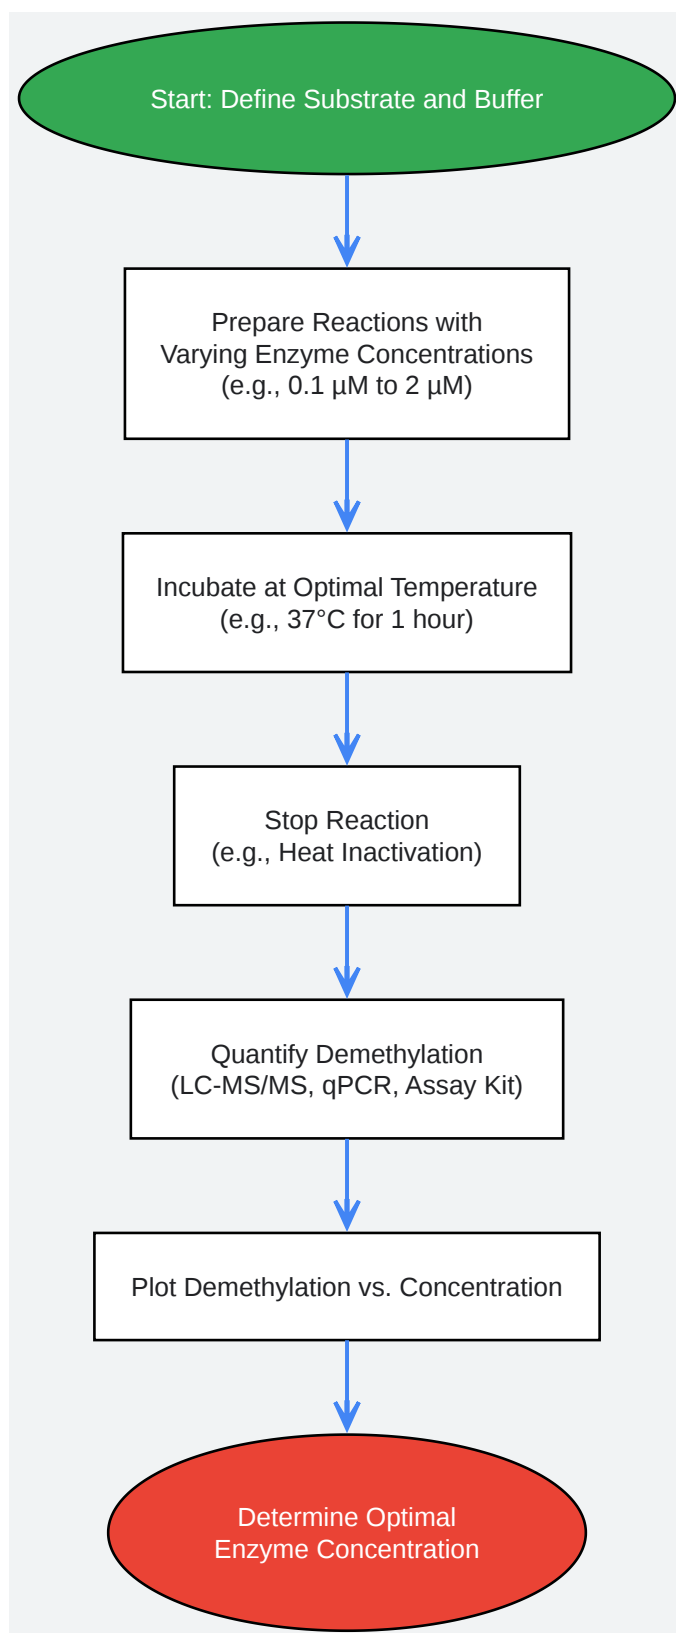 Start: Define Substrate and Buffer
Prepare Reactions with
Varying Enzyme Concentrations
(e.g., 0.1 µM to 2 µM)
Incubate at Optimal Temperature
(e.g., 37°C for 1 hour)
Stop Reaction
(e.g., Heat Inactivation)
Quantify Demethylation
(LC-MS/MS, qPCR, Assay Kit)
Plot Demethylation vs. Concentration
Determine Optimal
Enzyme Concentration